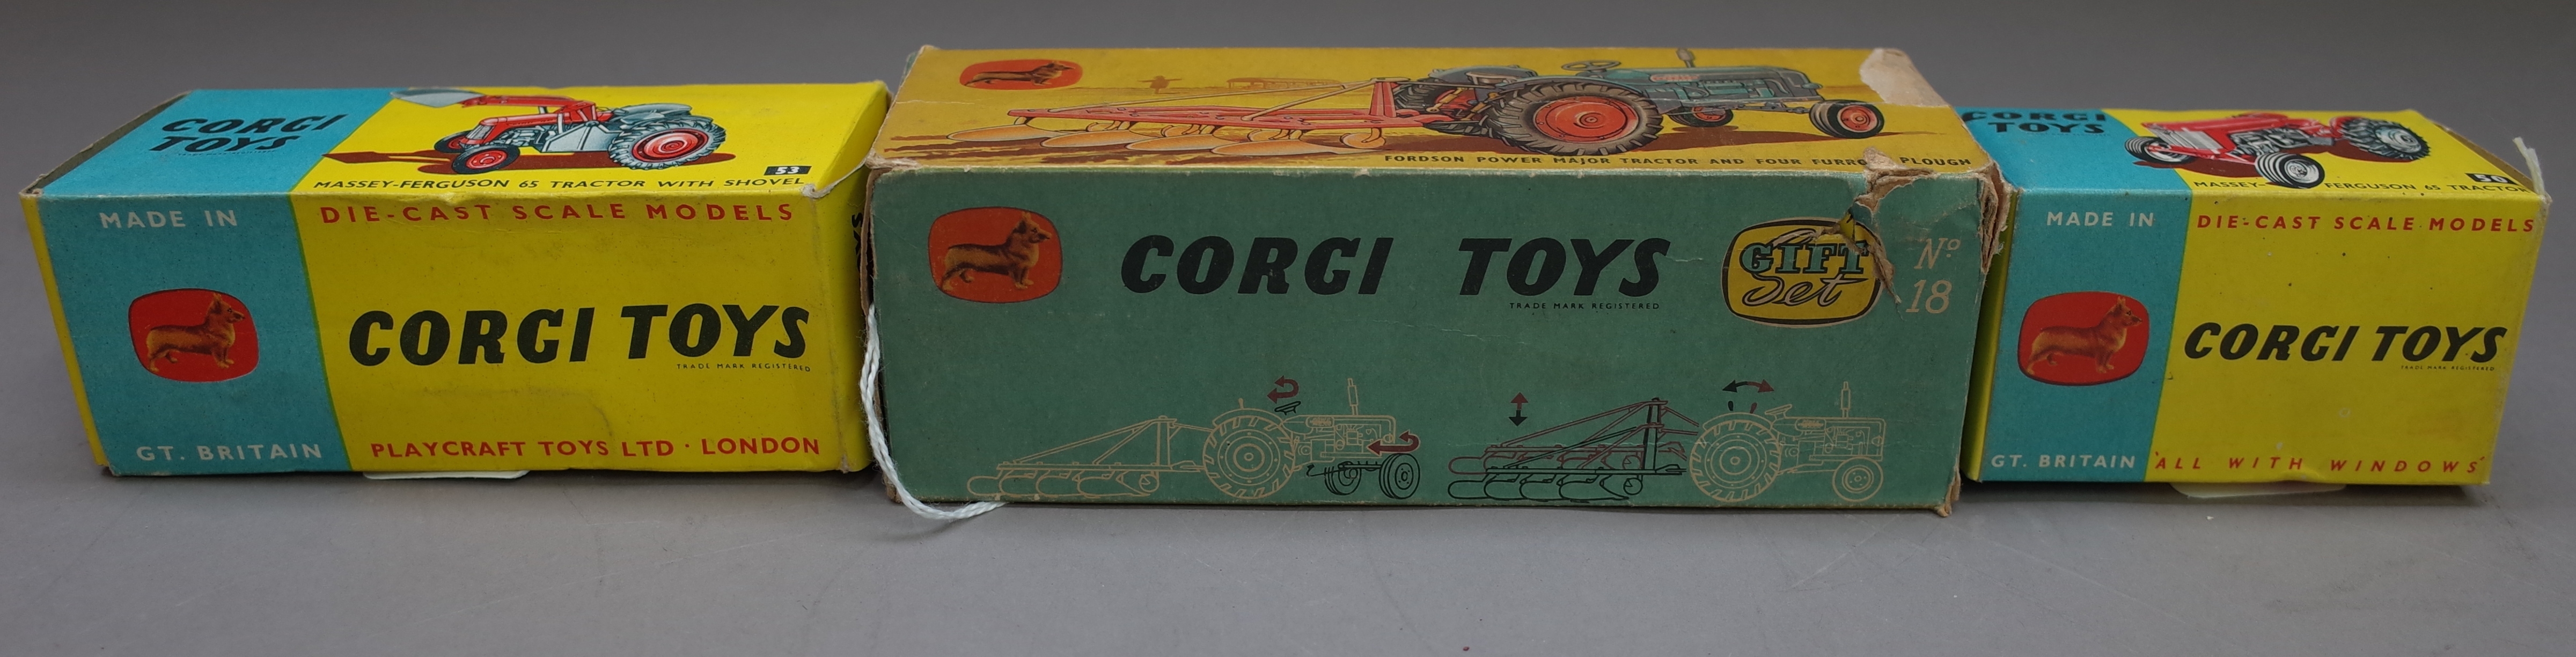 CORGI
TOYS
53
MASSEY-FERGUSON 65 TRACTOR WITH SHOVEL
MADE IN
DIE-CAST SCALE MODELS
CORGI TOYS
TRADE MARK REGISTERED
GT. BRITAIN
PLAYCRAFT TOYS LTD · LONDON
FORDSON POWER MAJOR TRACTOR AND FOUR PLOUGH
CORGI TOYS
TRADE MARK REGISTERED
GIFT
Set
Nº
18
CORGI
TOYS
50
MASSEY-FERGUSON 65 TRACTOR
MADE IN
DIE-CAST SCALE MODELS
CORGI TOYS
TRADE MARK REGISTERED
GT. BRITAIN
'ALL WITH WINDOWS'